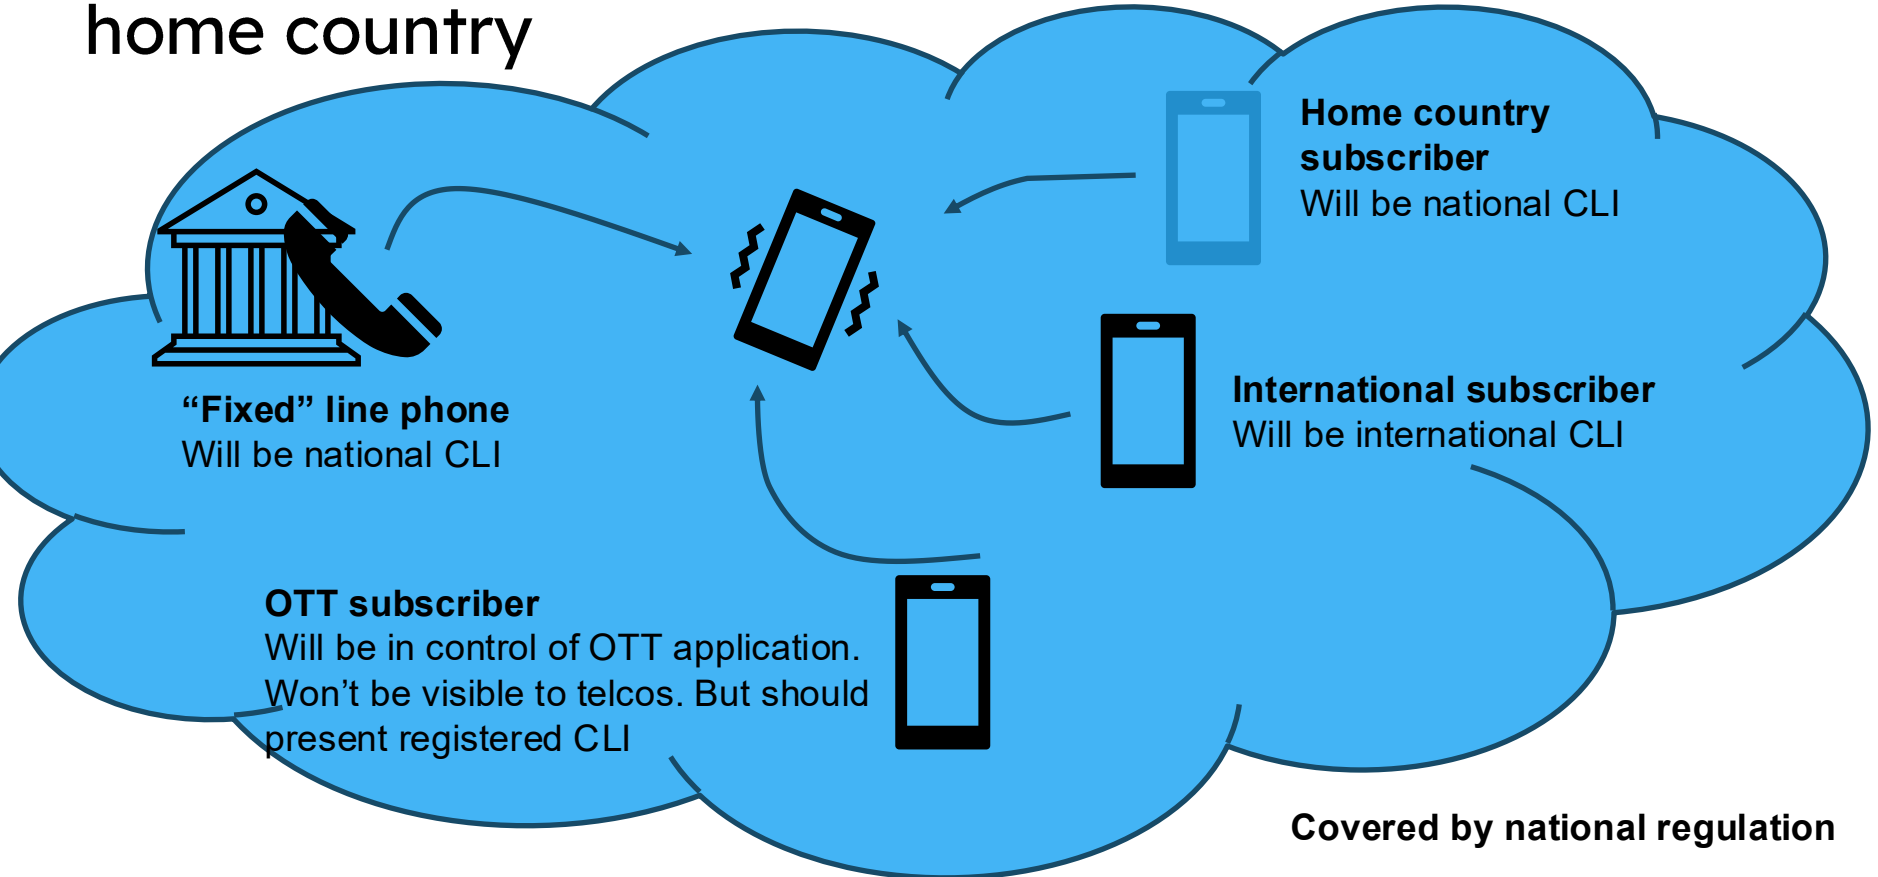 home country
Home country
subscriber
Will be national CLI
International subscriber
Will be international CLI
“Fixed” line phone
Will be national CLI
OTT subscriber
Will be in control of OTT application.
Won’t be visible to telcos. But should
present registered CLI
Covered by national regulation